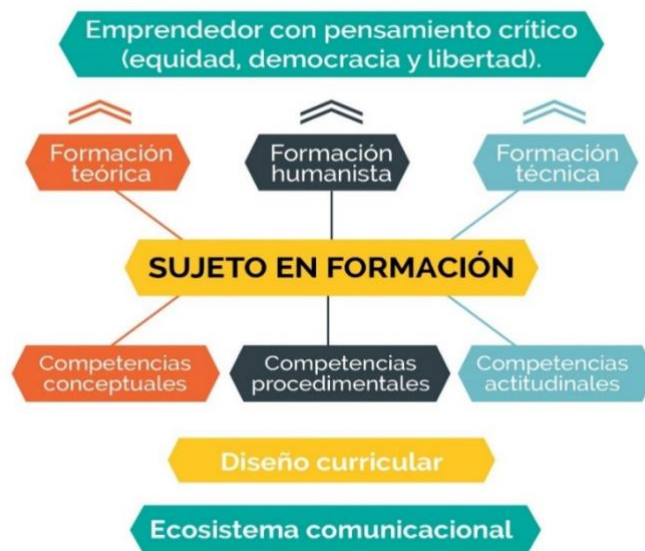 Emprendedor con pensamiento crítico
(equidad, democracia y libertad).
Formación
teórica
Formación
humanista
Formación
técnica
SUJETO EN FORMACIÓN
Competencias
conceptuales
Competencias
procedimentales
Competencias
actitudinales
Diseño curricular
Ecosistema comunicacional